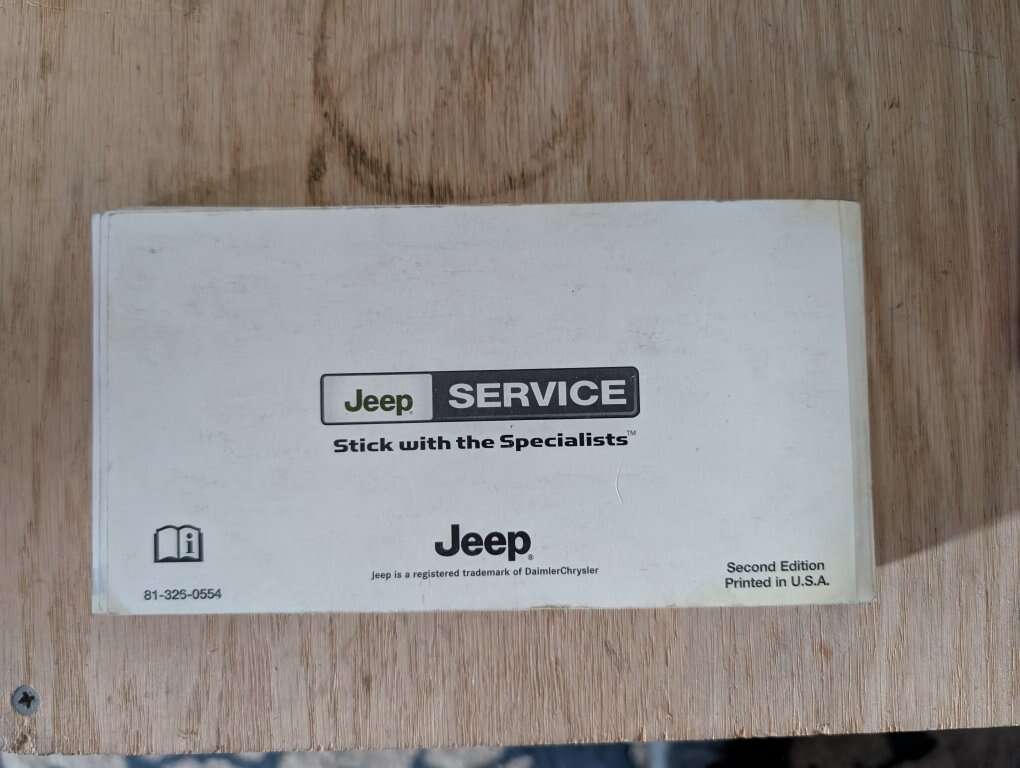 Jeep® SERVICE
Stick with the Specialists™
i
Jeep®
Jeep is a registered trademark of DaimlerChrysler
81-326-0554
Second Edition
Printed in U.S.A.